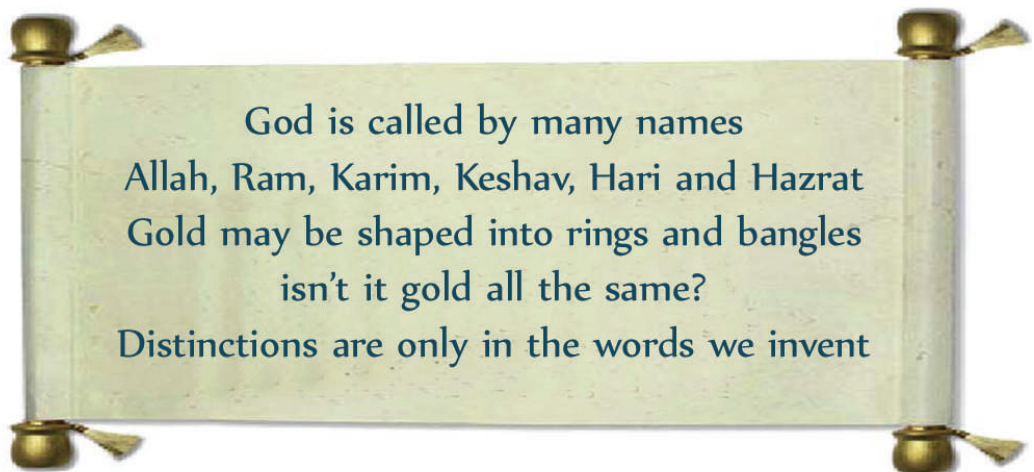 God is called by many names
Allah, Ram, Karim, Keshav, Hari and Hazrat
Gold may be shaped into rings and bangles
isn't it gold all the same?
Distinctions are only in the words we invent